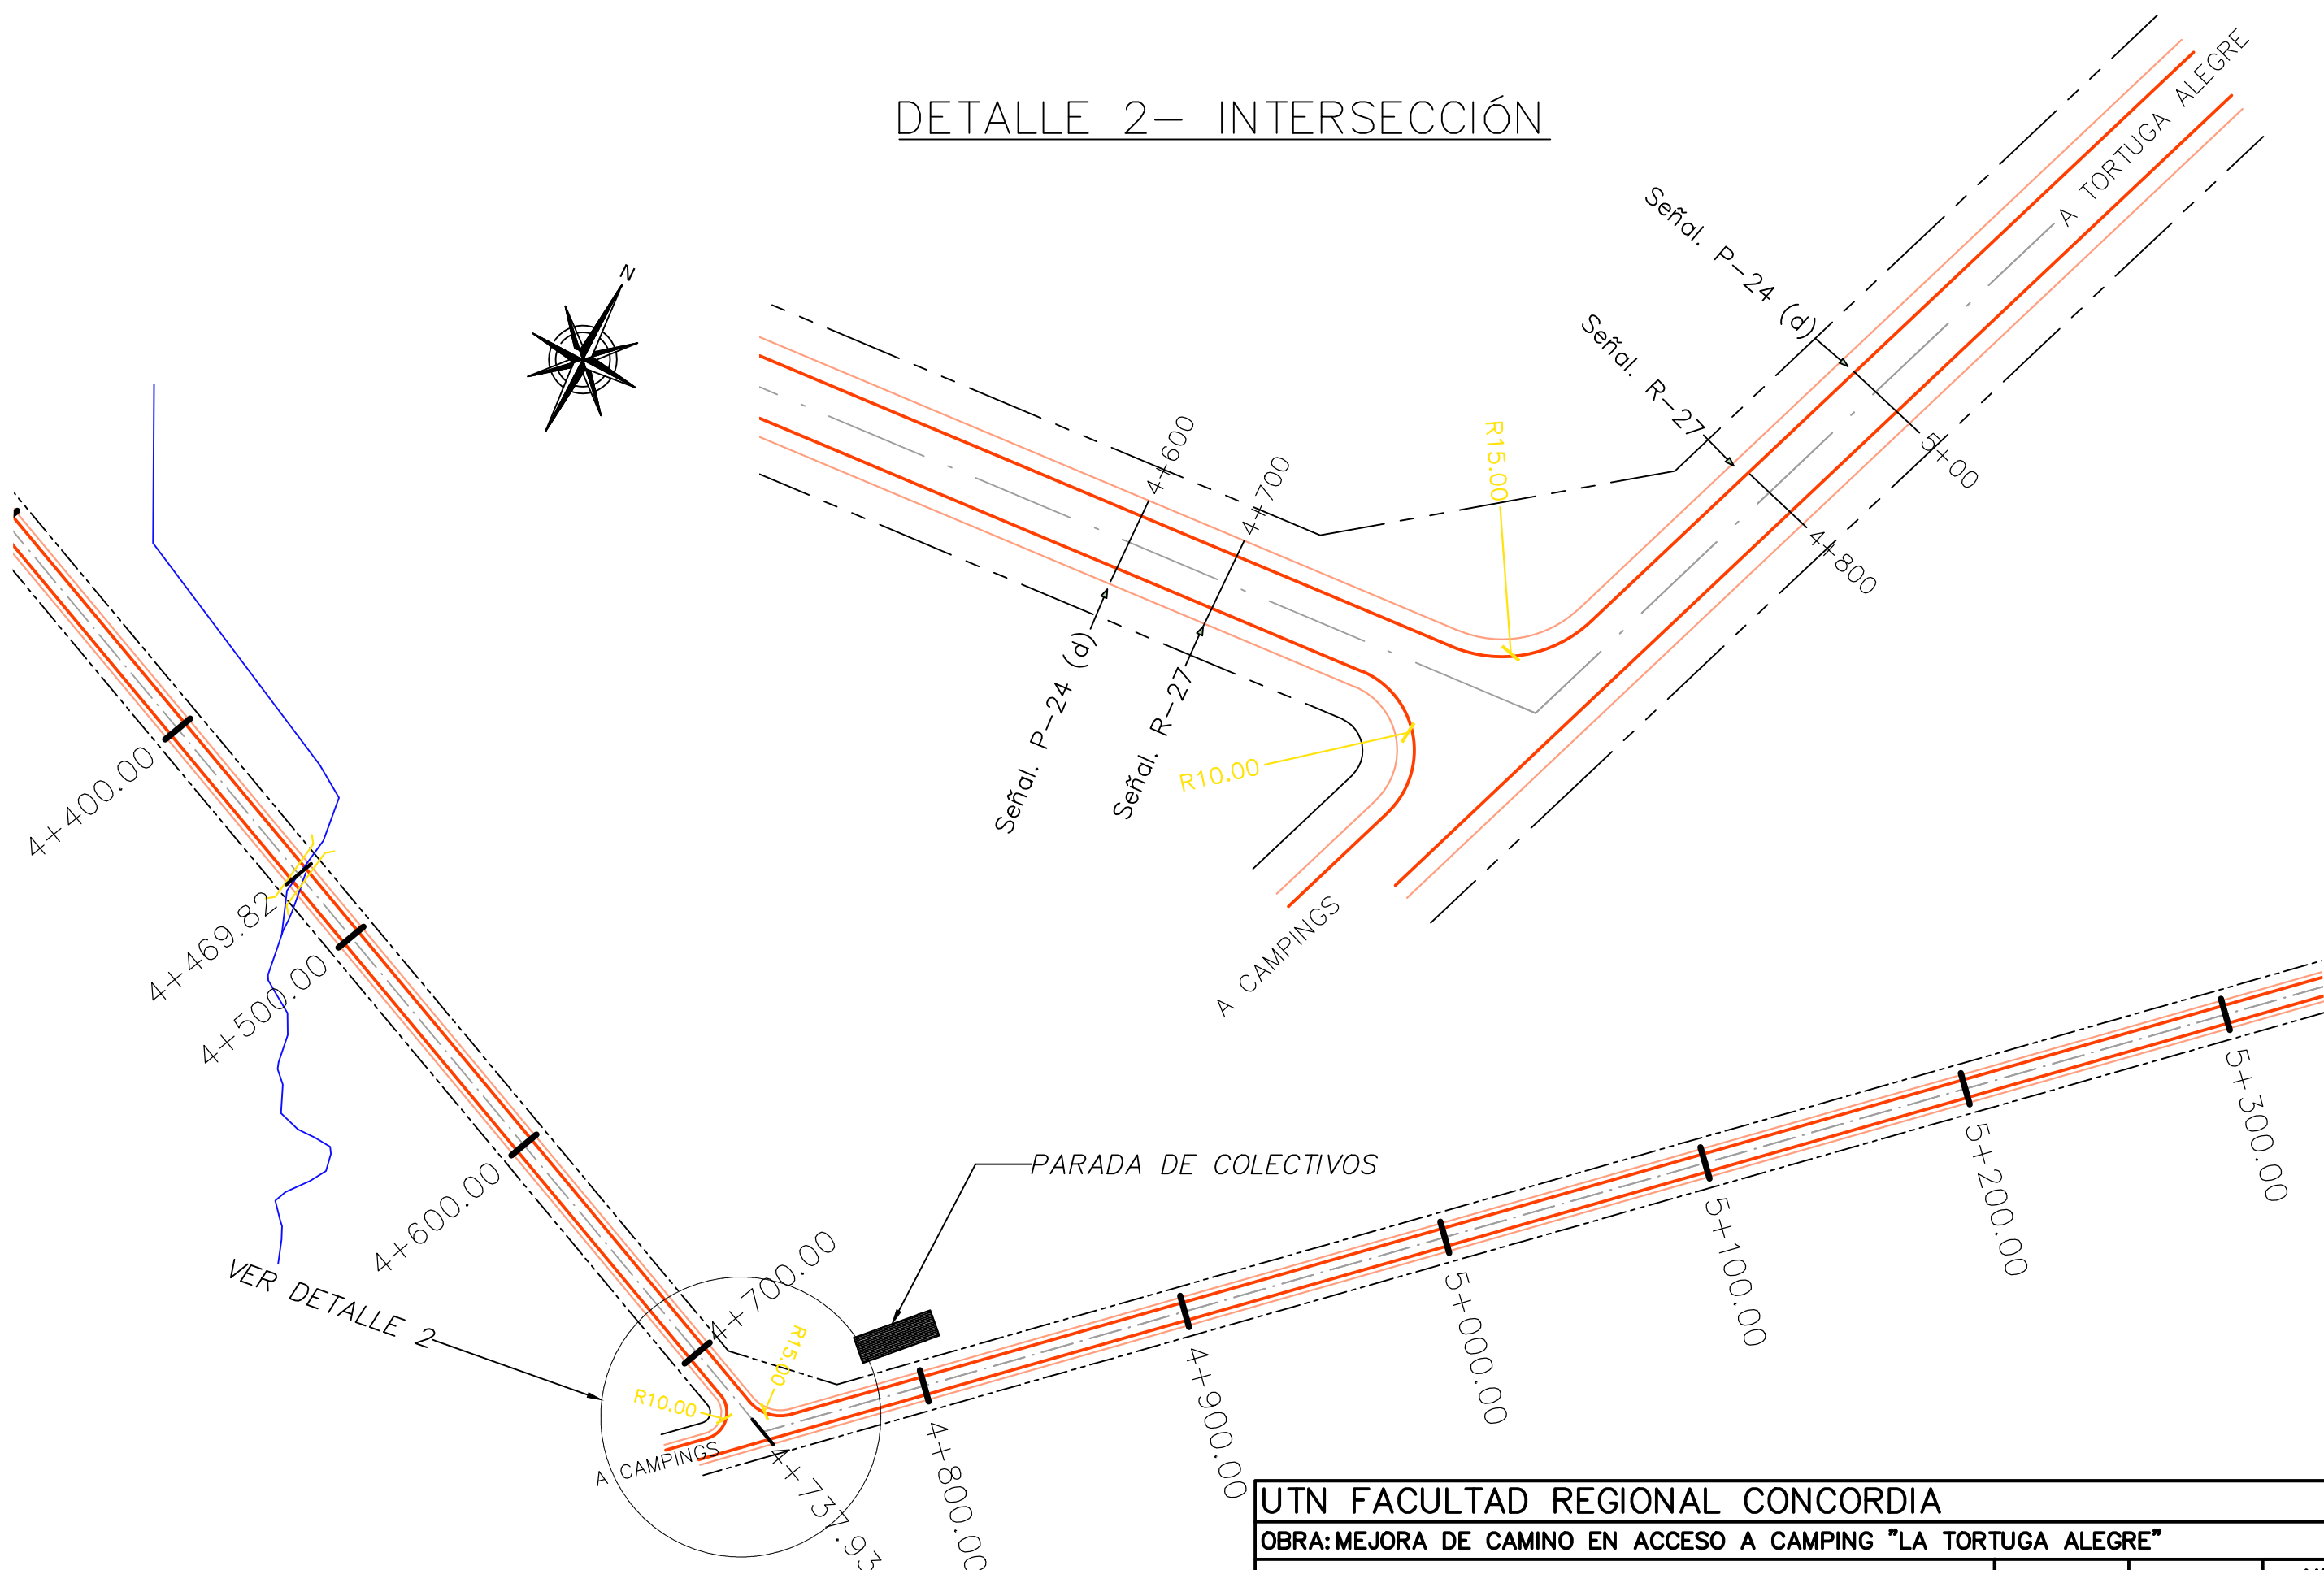 DETALLE 2- INTERSECCIÓN
A TORTUGA ALEGRE
Señal. P-24 (d)
Señal. R-27
N
R15.00
4+600
4+700
5+00
4+800
Señal. P-24 (d)
Señal. R-27
R10.00
A CAMPINGS
4+400.00
4+469.82
4+500.00
4+600.00
VER DETALLE 2
4+700.00
PARADA DE COLECTIVOS
R15.00
R10.00
A CAMPINGS
4+737.93
4+800.00
4+900.00
5+000.00
5+100.00
5+200.00
5+300.00
UTN FACULTAD REGIONAL CONCORDIA
OBRA: MEJORA DE CAMINO EN ACCESO A CAMPING "LA TORTUGA ALEGRE"